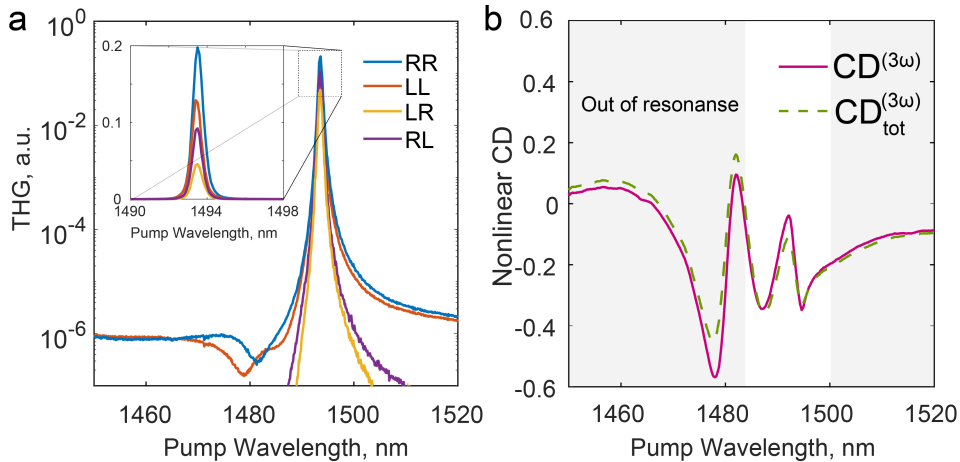 a
10⁰
10⁻²
10⁻⁴
10⁻⁶
THG, a.u.
1460
1480
1500
1520
Pump Wavelength, nm
0.2
0.1
0
1490
1494
1498
Pump Wavelength, nm
RR
LL
LR
RL
b
0.6
0.4
0.2
0
-0.2
-0.4
-0.6
Nonlinear CD
Out of resonanse
CD⁽³ω⁾
CD⁽³ω⁾
tot
1460
1480
1500
1520
Pump Wavelength, nm